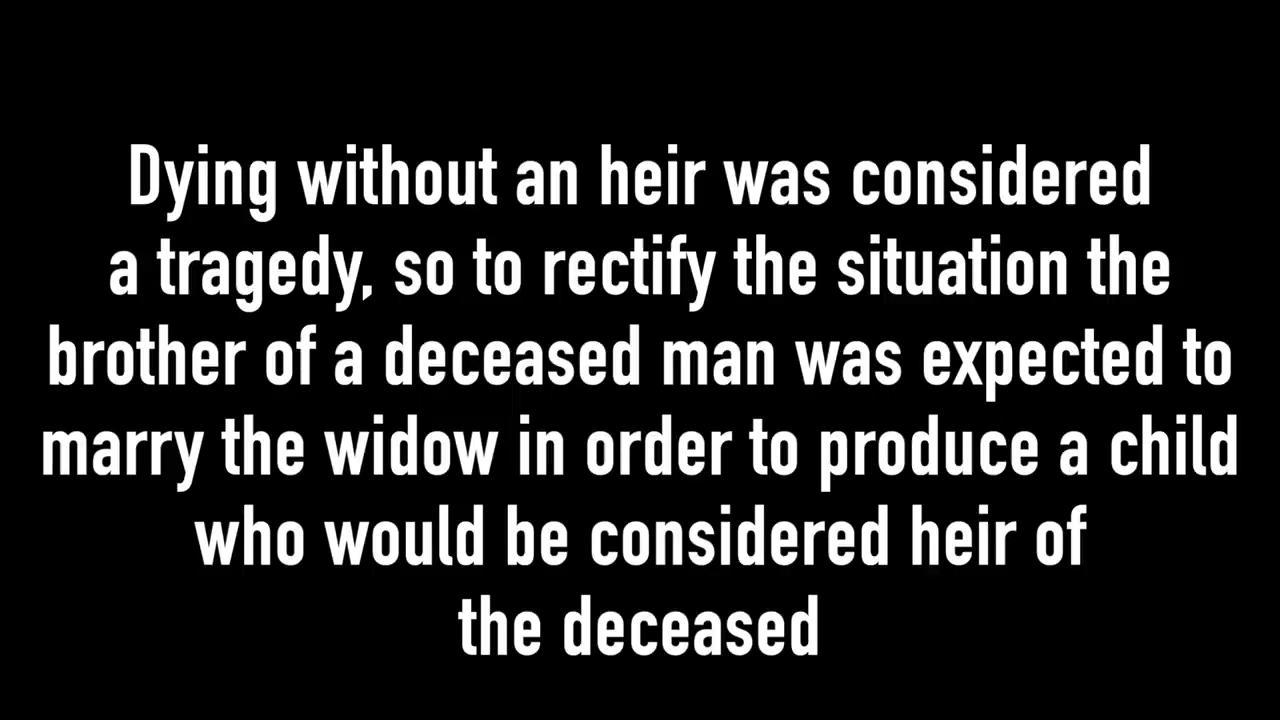 Dying without an heir was considered
a tragedy, so to rectify the situation the
brother of a deceased man was expected to
marry the widow in order to produce a child
who would be considered heir of
the deceased